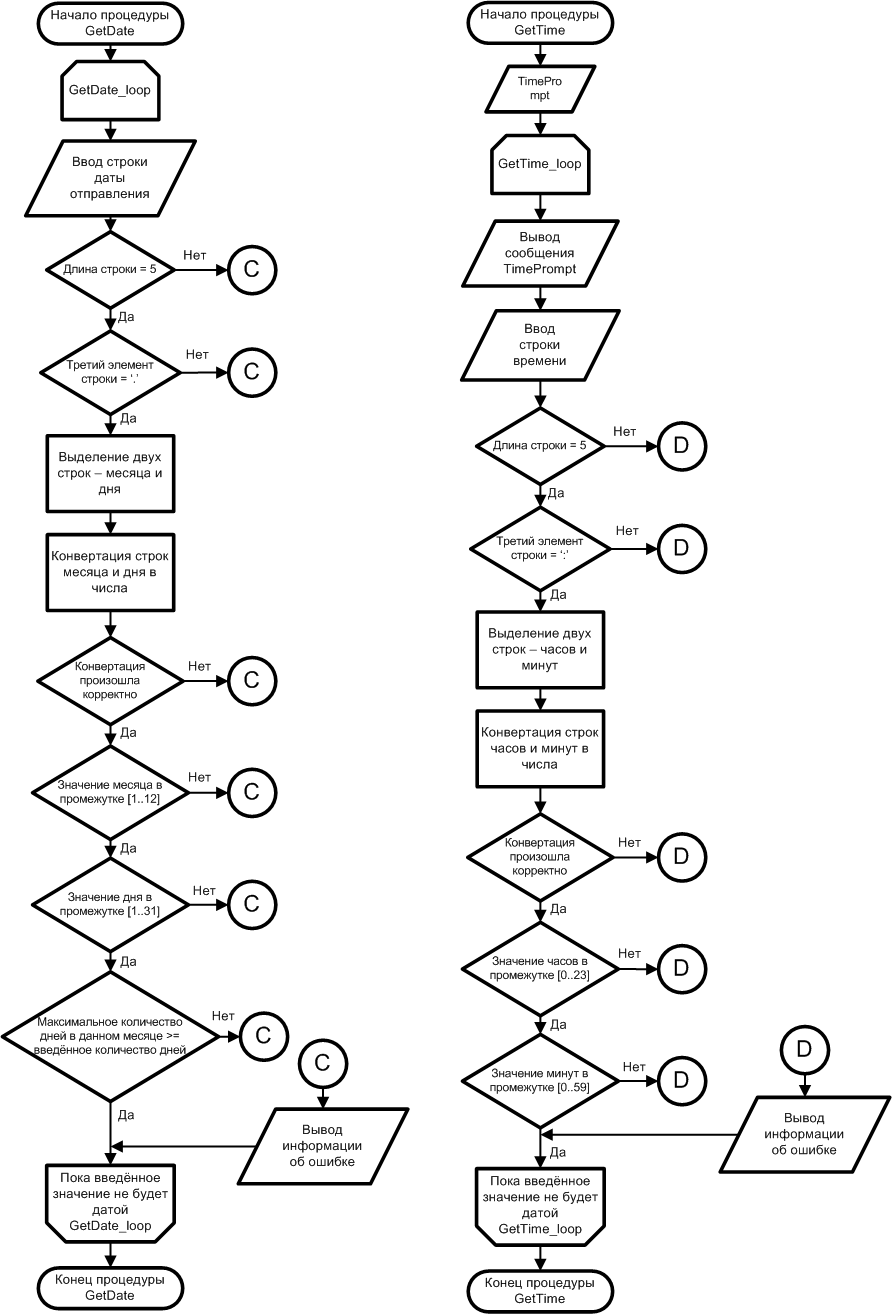 Начало процедуры
GetDate
GetDate_loop
Ввод строки
даты
отправления
Длина строки = 5
Нет
C
Да
Третий элемент
строки = ‘.’
Нет
C
Да
Выделение двух
строк – месяца и
дня
Конвертация строк
месяца и дня в
числа
Конвертация
произошла
корректно
Нет
C
Да
Значение месяца в
промежутке [1..12]
Нет
C
Да
Значение дня в
промежутке [1..31]
Нет
C
Да
Максимальное количество
дней в данном месяце >=
введённое количество дней
Нет
C
C
Да
Вывод
информации
об ошибке
Пока введённое
значение не будет
датой
GetDate_loop
Конец процедуры
GetDate
Начало процедуры
GetTime
TimePro
mpt
GetTime_loop
Вывод
сообщения
TimePrompt
Ввод
строки
времени
Длина строки = 5
Нет
D
Да
Третий элемент
строки = ‘:’
Нет
D
Да
Выделение двух
строк – часов и
минут
Конвертация строк
часов и минут в
числа
Конвертация
произошла
корректно
Нет
D
Да
Значение часов в
промежутке [0..23]
Нет
D
Да
Значение минут в
промежутке [0..59]
Нет
D
D
Вывод
информации
об ошибке
Да
Пока введённое
значение не будет
датой
GetTime_loop
Конец процедуры
GetTime